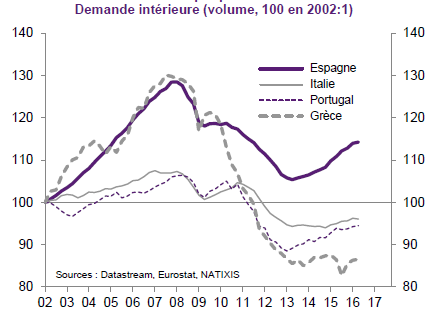 Demande intérieure (volume, 100 en 2002:1)
140 140
130 130
120 120
110 110
100 100
90 90
80 80
Espagne
Italie
Portugal
Grèce
Sources : Datastream, Eurostat, NATIXIS
02 03 04 05 06 07 08 09 10 11 12 13 14 15 16 17